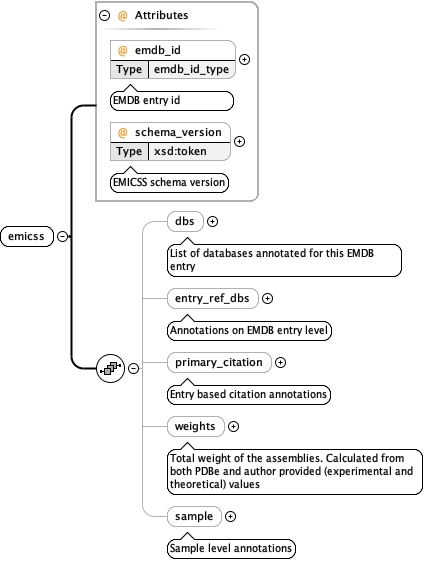 @ Attributes
@ emdb_id
Type emdb_id_type
EMDB entry id
@ schema_version
Type xsd:token
EMICSS schema version
emicss
dbs
List of databases annotated for this EMDB
entry
entry_ref_dbs
Annotations on EMDB entry level
primary_citation
Entry based citation annotations
weights
Total weight of the assemblies. Calculated from
both PDBe and author provided (experimental and
theoretical) values
sample
Sample level annotations